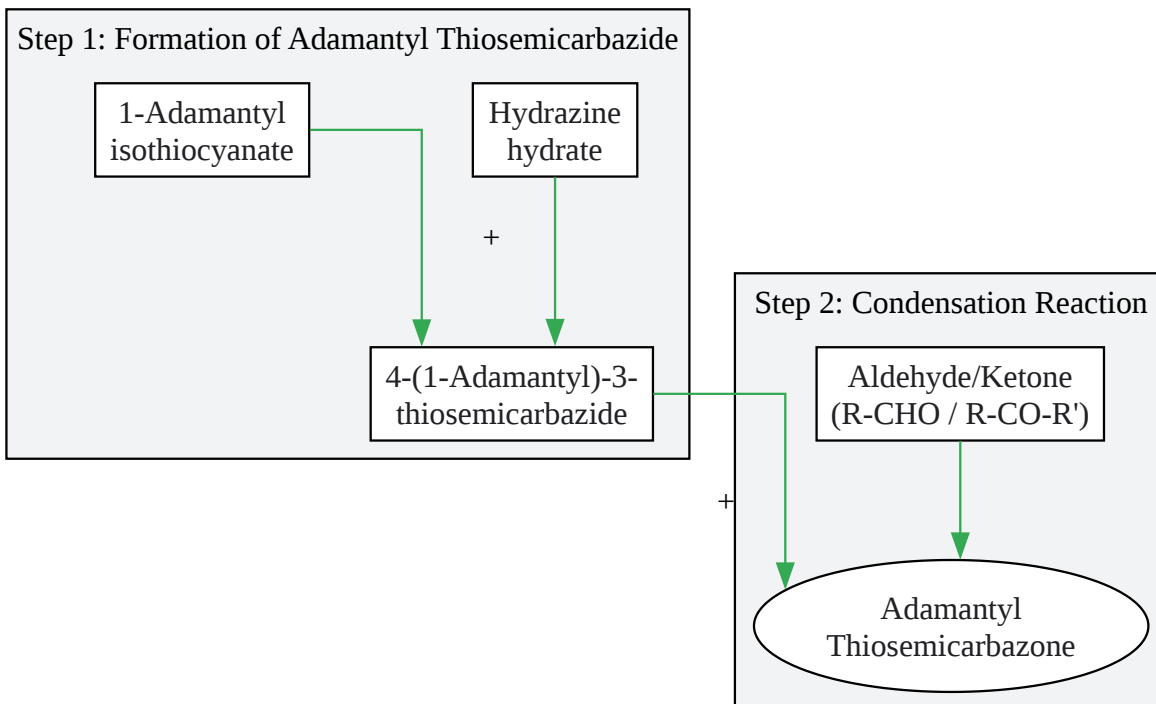 Step 1: Formation of Adamantyl Thiosemicarbazide
1-Adamantyl
isothiocyanate
Hydrazine
hydrate
+
4-(1-Adamantyl)-3-
thiosemicarbazide
Step 2: Condensation Reaction
Aldehyde/Ketone
(R-CHO / R-CO-R')
+
Adamantyl
Thiosemicarbazone